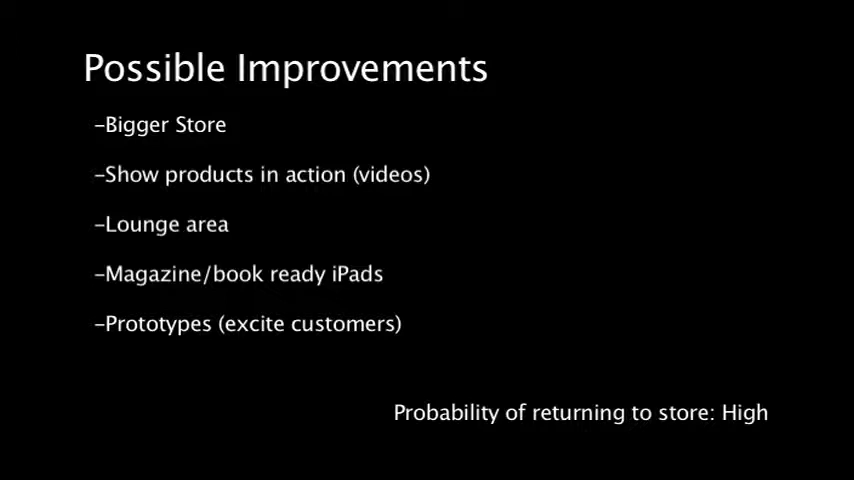 Possible Improvements
-Bigger Store
-Show products in action (videos)
-Lounge area
-Magazine/book ready iPads
-Prototypes (excite customers)
Probability of returning to store: High